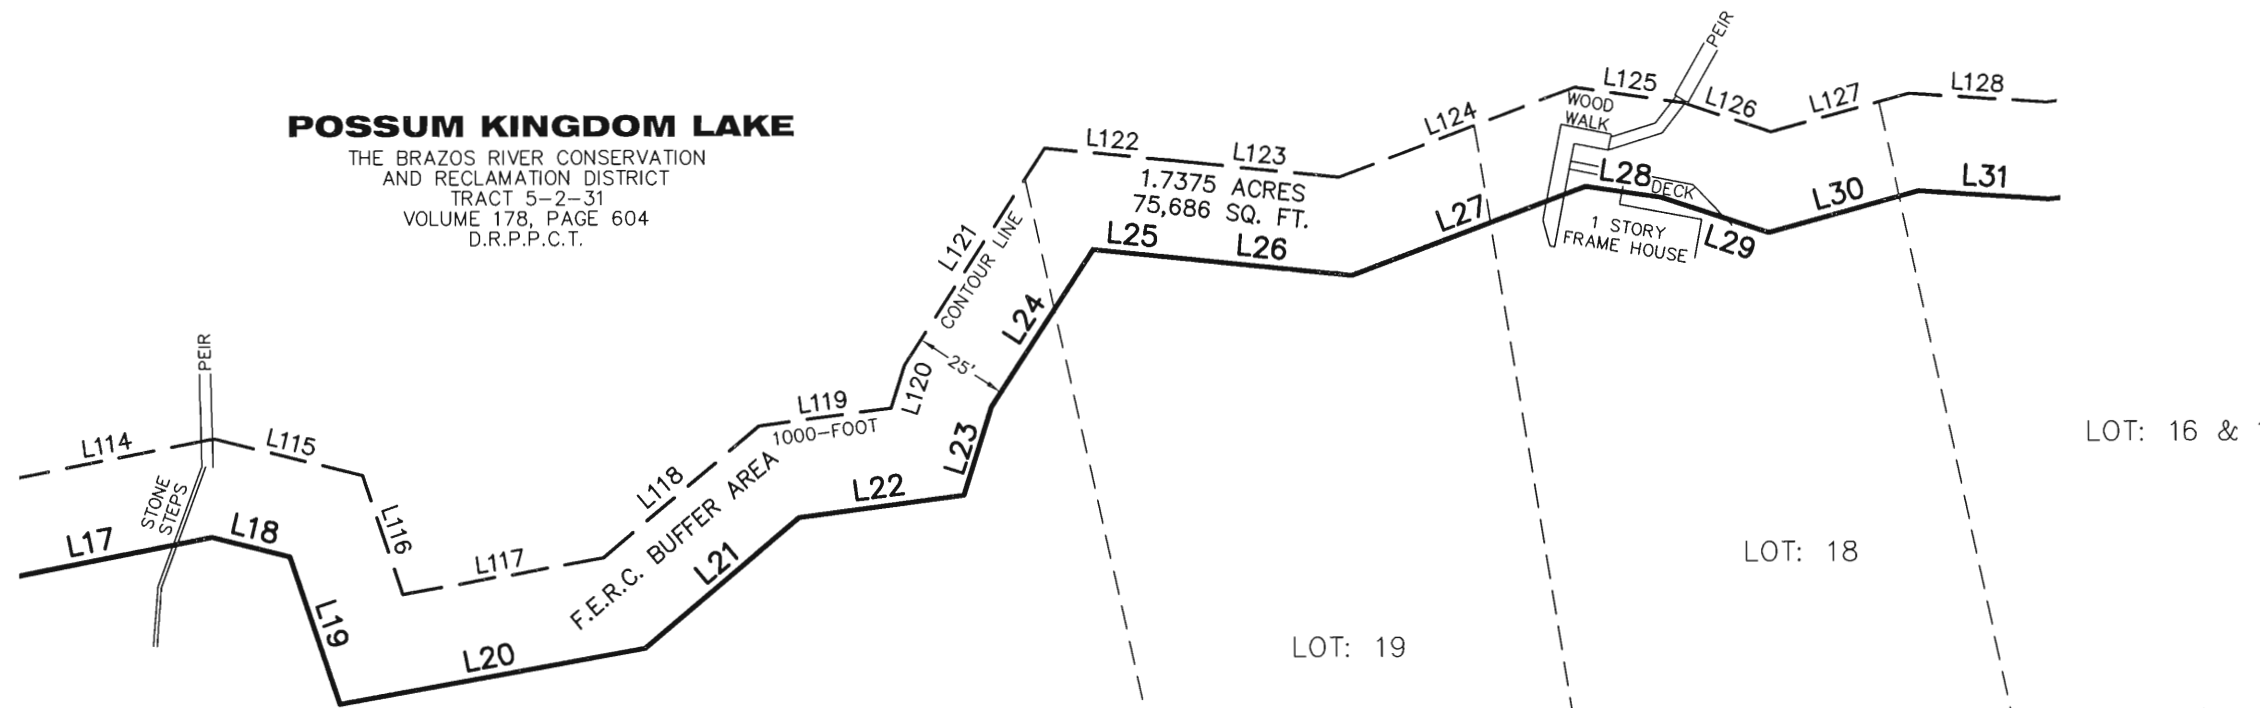 POSSUM KINGDOM LAKE
THE BRAZOS RIVER CONSERVATION
AND RECLAMATION DISTRICT
TRACT 5-2-31
VOLUME 178, PAGE 604
D.R.P.P.C.T.
PEIR
L114
L115
STONE
STEPS
L116
L117
L118
L119
1000-FOOT
L120
L121
CONTOUR LINE
25'
F.E.R.C. BUFFER AREA
L122
L123
1.7375 ACRES
75,686 SQ. FT.
L124
L125
WOOD
WALK
PEIR
L126
L127
L128
L17
L18
L19
L20
L21
L22
L23
L24
L25
L26
L27
L28
DECK
1 STORY
FRAME HOUSE
L29
L30
L31
LOT: 19
LOT: 18
LOT: 16 &